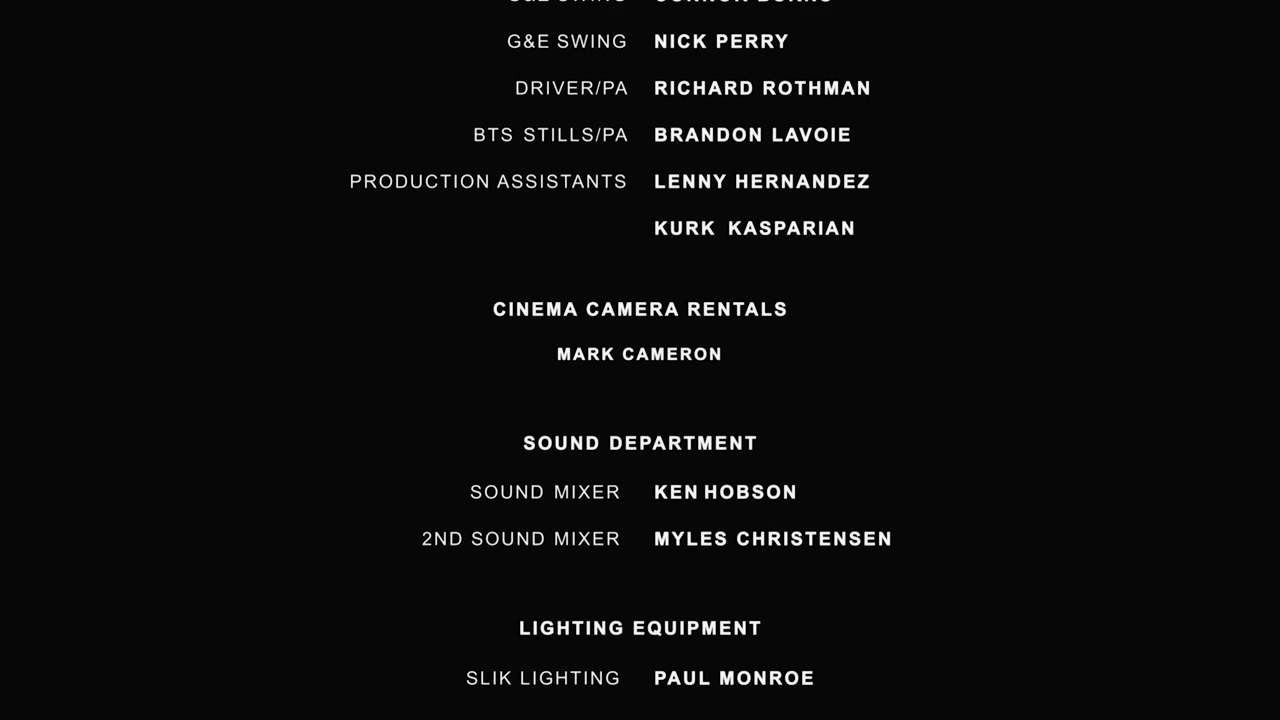 G&E SWING NICK PERRY
DRIVER/PA RICHARD ROTHMAN
BTS STILLS/PA BRANDON LAVOIE
PRODUCTION ASSISTANTS LENNY HERNANDEZ
KURK KASPARIAN
CINEMA CAMERA RENTALS
MARK CAMERON
SOUND DEPARTMENT
SOUND MIXER KEN HOBSON
2ND SOUND MIXER MYLES CHRISTENSEN
LIGHTING EQUIPMENT
SLIK LIGHTING PAUL MONROE